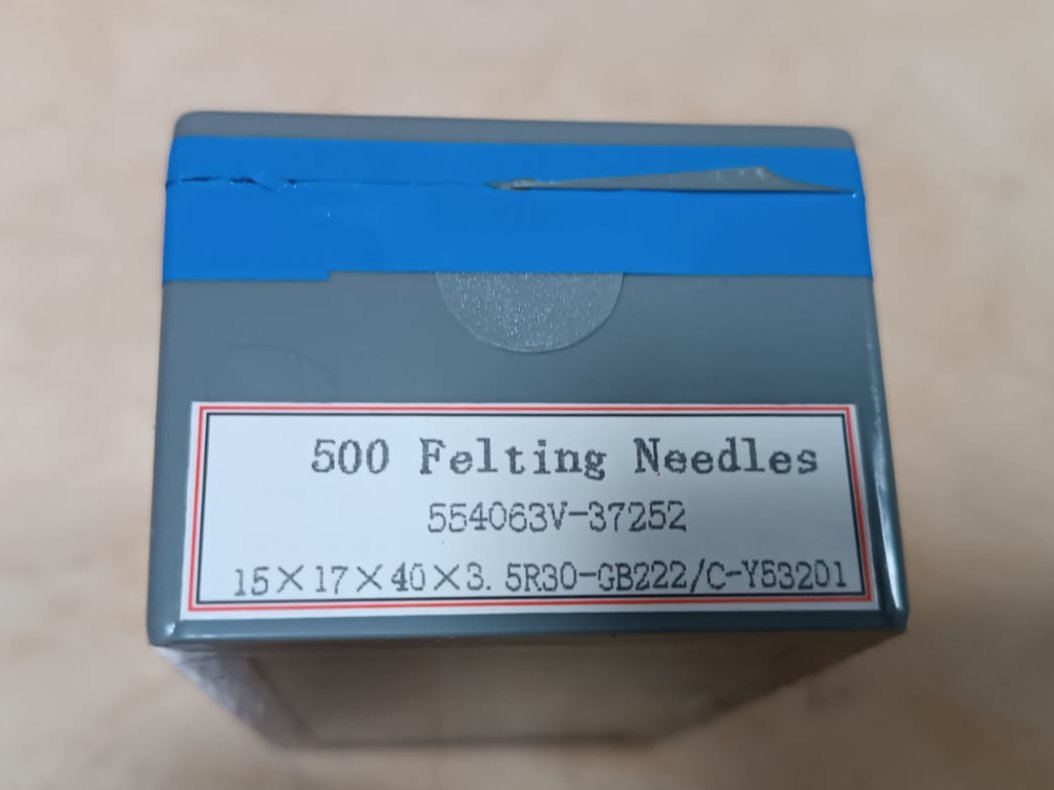 500 Felting Needles
554063V-37252
15×17×40×3.5R30-GB222/C-Y53201